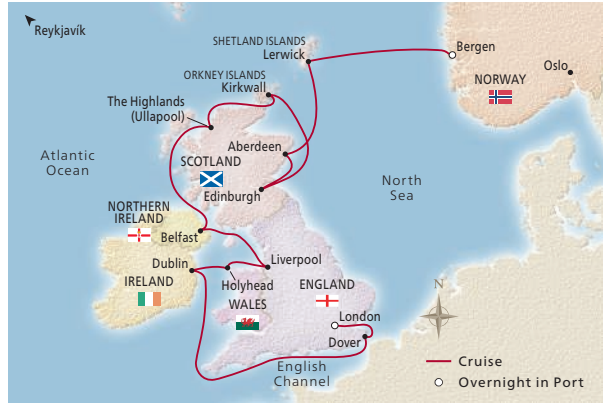 Reykjavík
SHETLAND ISLANDS
Lerwick
Bergen
Oslo
NORWAY
ORKNEY ISLANDS
Kirkwall
The Highlands
(Ullapool)
Aberdeen
Atlantic
Ocean
SCOTLAND
North
Sea
Edinburgh
NORTHERN
IRELAND
Belfast
Dublin
Liverpool
IRELAND
Holyhead
ENGLAND
WALES
N
London
Dover
English
Channel
Cruise
Overnight in Port